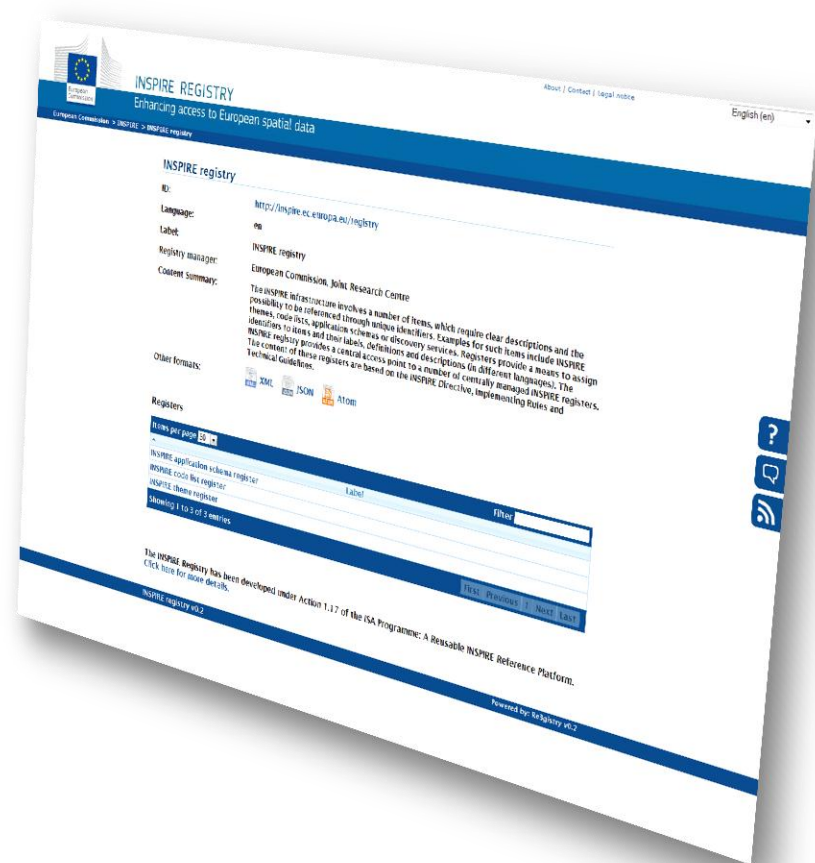 European
Commission
INSPIRE REGISTRY
Enhancing access to European spatial data
About | Contact | Legal notice
English (en)
European Commission > INSPIRE > INSPIRE registry
INSPIRE registry
ID:
http://inspire.ec.europa.eu/registry
Language:
en
Label:
INSPIRE registry
Registry manager:
European Commission, Joint Research Centre
Content Summary:
The INSPIRE infrastructure involves a number of items, which require clear descriptions and the
possibility to be referenced through unique identifiers. Examples for such items include INSPIRE
themes, code lists, application schemas or discovery services. Registers provide a means to assign
identifiers to items and their labels, definitions and descriptions (in different languages). The
INSPIRE registry provides a central access point to a number of centrally managed INSPIRE registers.
The content of these registers are based on the INSPIRE Directive, Implementing Rules and
Technical Guidelines.
Other formats:
XML JSON Atom
Registers
Items per page 50
Filter
Label
INSPIRE application schema register
INSPIRE code list register
INSPIRE theme register
Showing 1 to 3 of 3 entries
First Previous 1 Next Last
The INSPIRE Registry has been developed under Action 1.17 of the ISA Programme: A Reusable INSPIRE Reference Platform.
Click here for more details.
INSPIRE registry v0.2
Powered by: Re3gistry v0.2
?